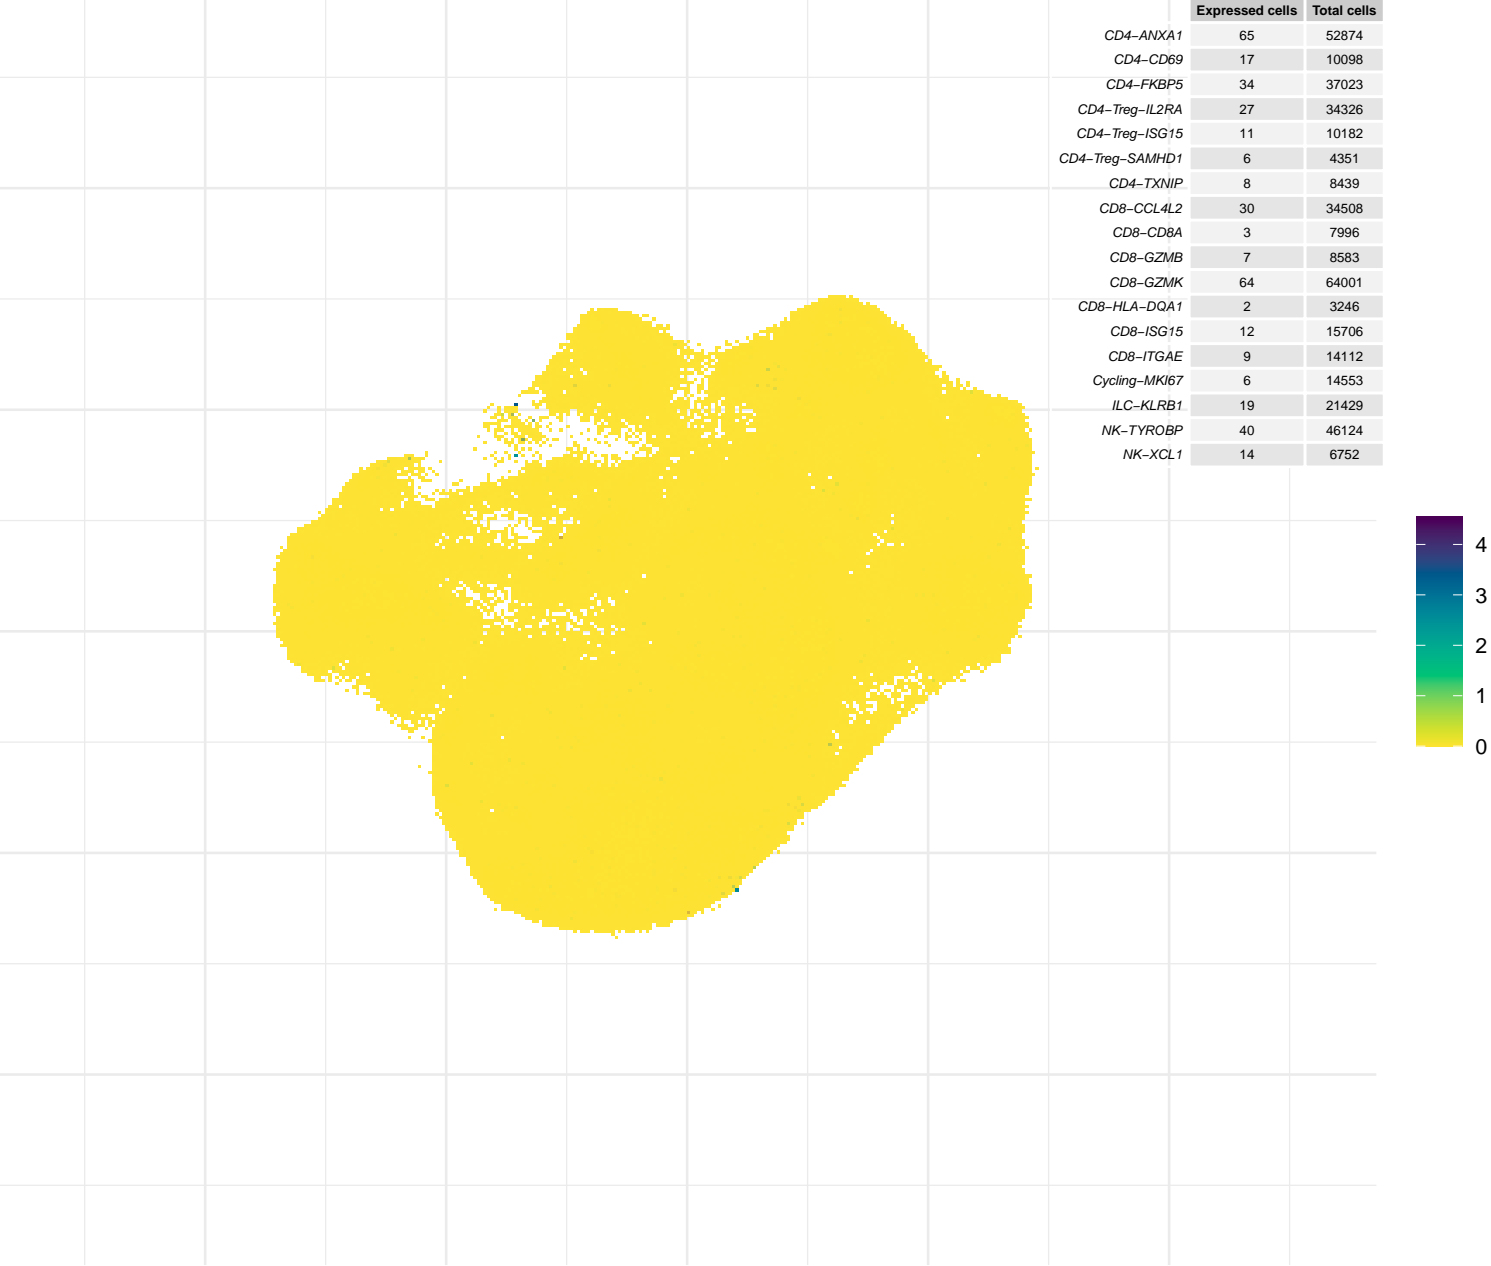 Expressed cells Total cells
CD4−ANXA1 65 52874
CD4−CD69 17 10098
CD4−FKBP5 34 37023
CD4−Treg−IL2RA 27 34326
CD4−Treg−ISG15 11 10182
CD4−Treg−SAMHD1 6 4351
CD4−TXNIP 8 8439
CD8−CCL4L2 30 34508
CD8−CD8A 3 7996
CD8−GZMB 7 8583
CD8−GZMK 64 64001
CD8−HLA−DQA1 2 3246
CD8−ISG15 12 15706
CD8−ITGAE 9 14112
Cycling−MKI67 6 14553
ILC−KLRB1 19 21429
NK−TYROBP 40 46124
NK−XCL1 14 6752
4
3
2
1
0